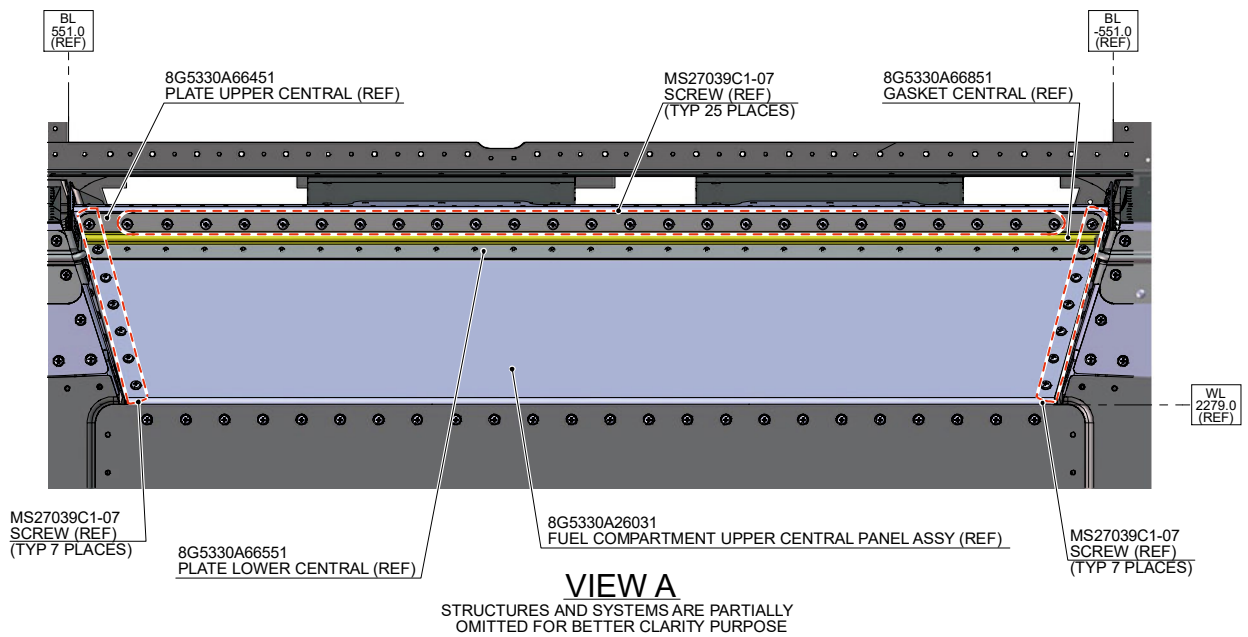 BL
551.0
(REF)
BL
-551.0
(REF)
8G5330A66451
PLATE UPPER CENTRAL (REF)
MS27039C1-07
SCREW (REF)
(TYP 25 PLACES)
8G5330A66851
GASKET CENTRAL (REF)
WL
2279.0
(REF)
MS27039C1-07
SCREW (REF)
(TYP 7 PLACES)
8G5330A66551
PLATE LOWER CENTRAL (REF)
8G5330A26031
FUEL COMPARTMENT UPPER CENTRAL PANEL ASSY (REF)
MS27039C1-07
SCREW (REF)
(TYP 7 PLACES)
VIEW A
STRUCTURES AND SYSTEMS ARE PARTIALLY
OMITTED FOR BETTER CLARITY PURPOSE